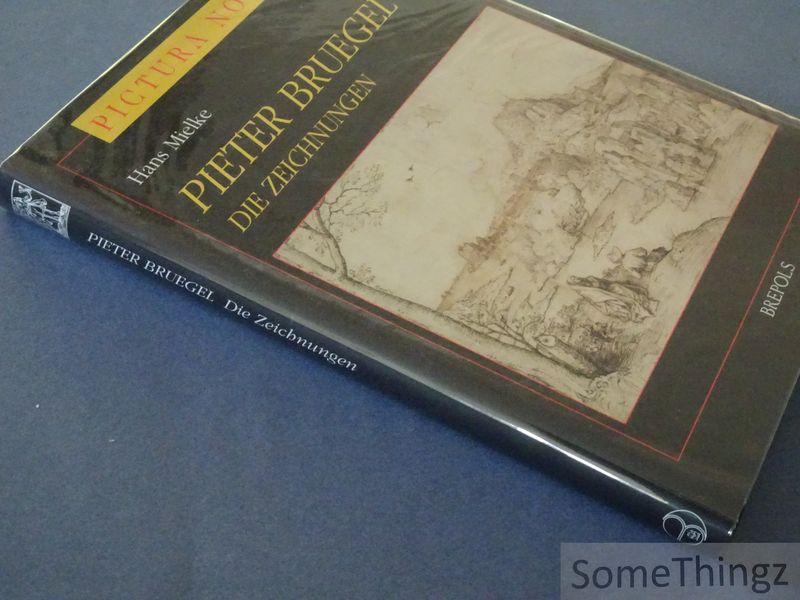 PICTURA NO
Hans Mielke
PIETER BRUEGEL
DIE ZEICHNUNGEN
BREPOLS
PIETER BRUEGEL Die Zeichnungen
SomeThingz